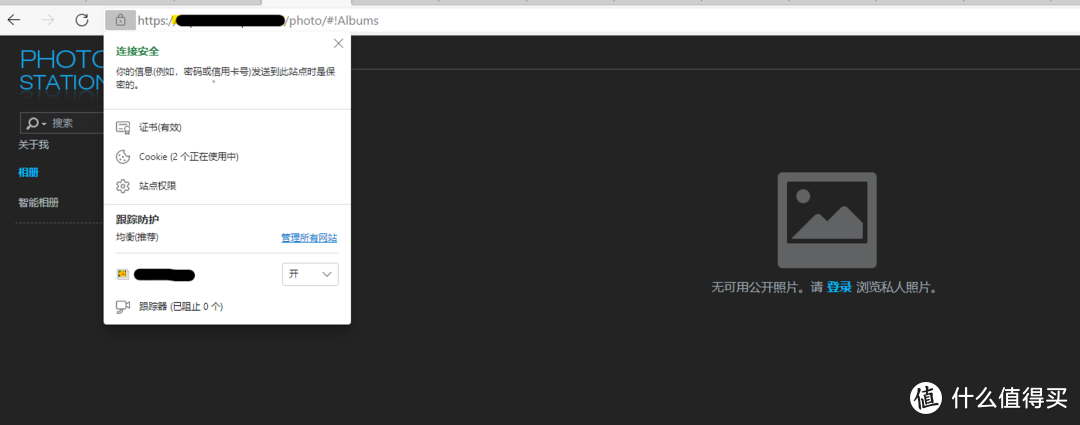 https://
/photo/#!Albums
PHOTO
STATION
搜索
关于我
相册
智能相册
连接安全
你的信息(例如，密码或信用卡号)发送到此站点时是保
密的。
证书(有效)
Cookie (2 个正在使用中)
站点权限
跟踪防护
均衡(推荐)
管理所有网站
开
跟踪器 (已阻止 0 个)
无可用公开照片。请 登录 浏览私人照片。
值 什么值得买